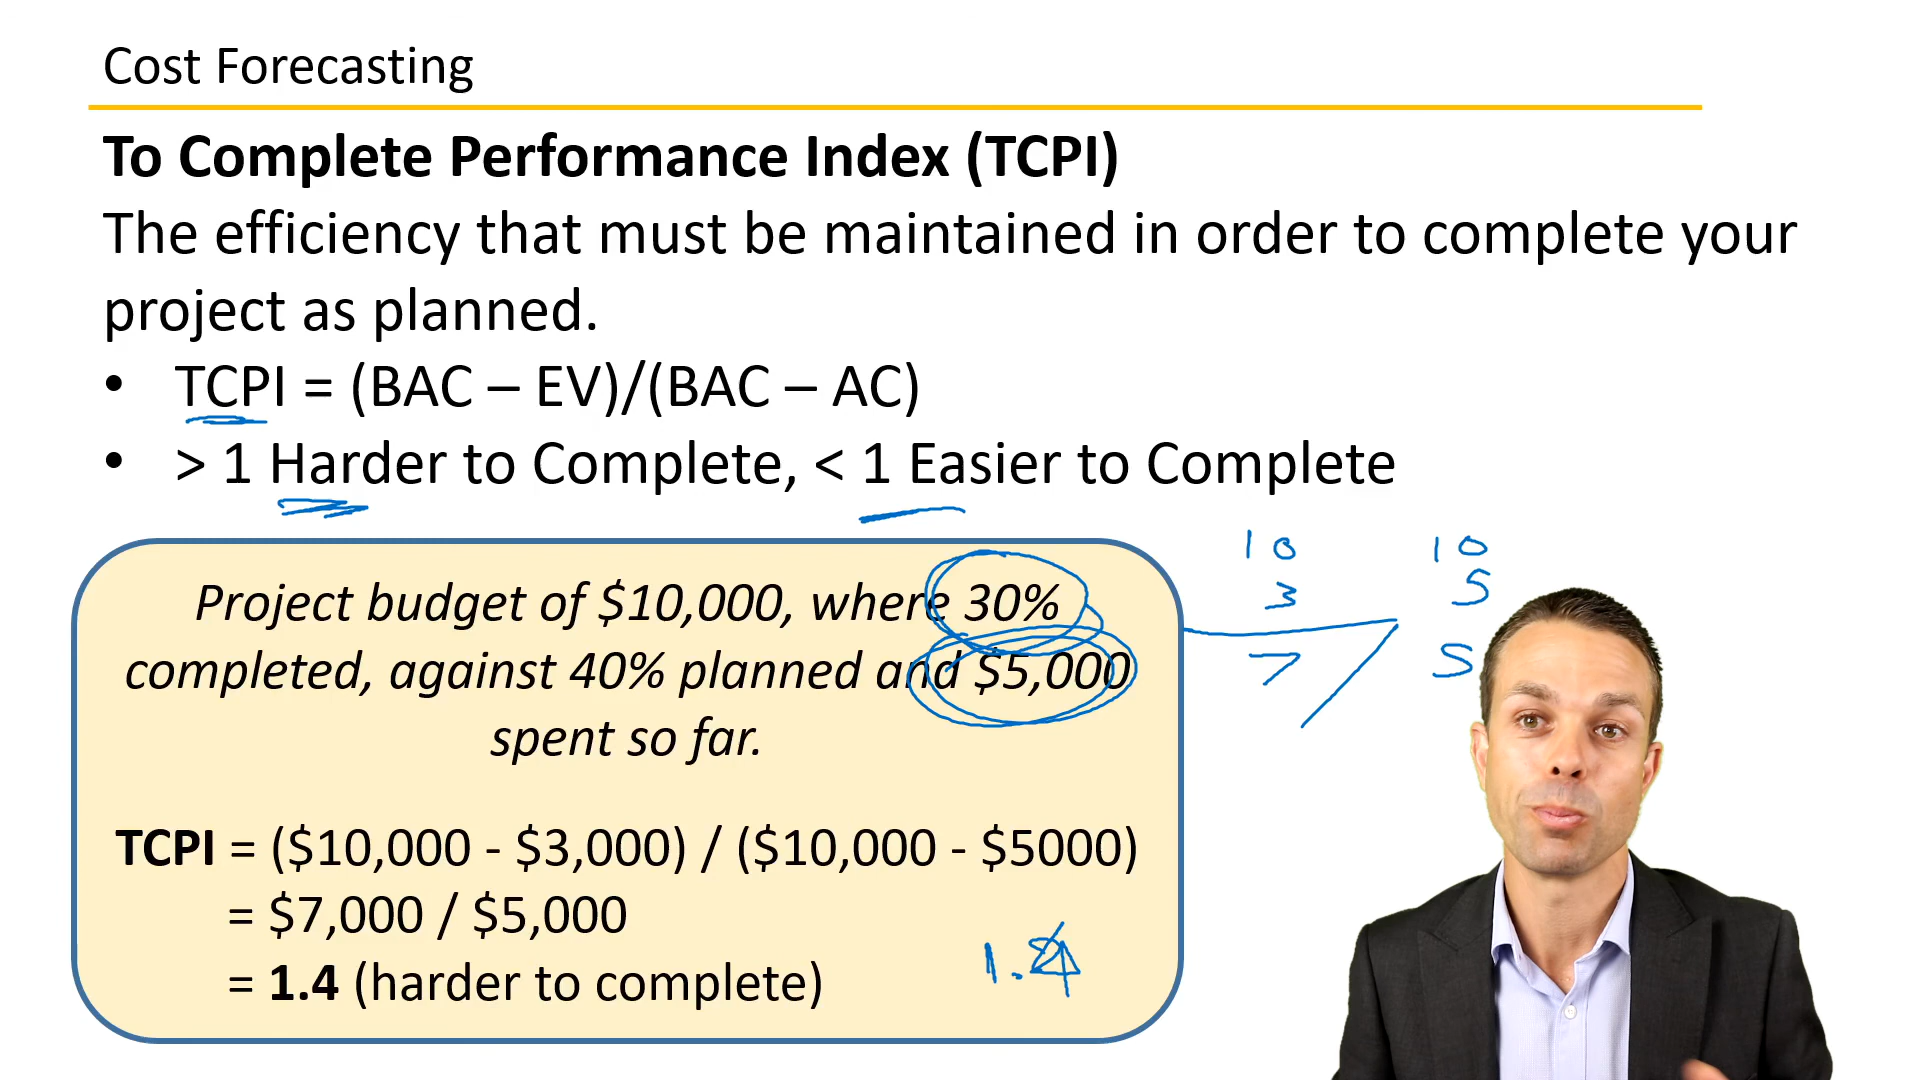 Cost Forecasting
To Complete Performance Index (TCPI)
The efficiency that must be maintained in order to complete your
project as planned.
• TCPI = (BAC – EV)/(BAC – AC)
• > 1 Harder to Complete, < 1 Easier to Complete
Project budget of $10,000, where 30%
completed, against 40% planned and $5,000
spent so far.
TCPI = ($10,000 - $3,000) / ($10,000 - $5000)
= $7,000 / $5,000
= 1.4 (harder to complete)
1.4
10 10
3 5
7 / 5